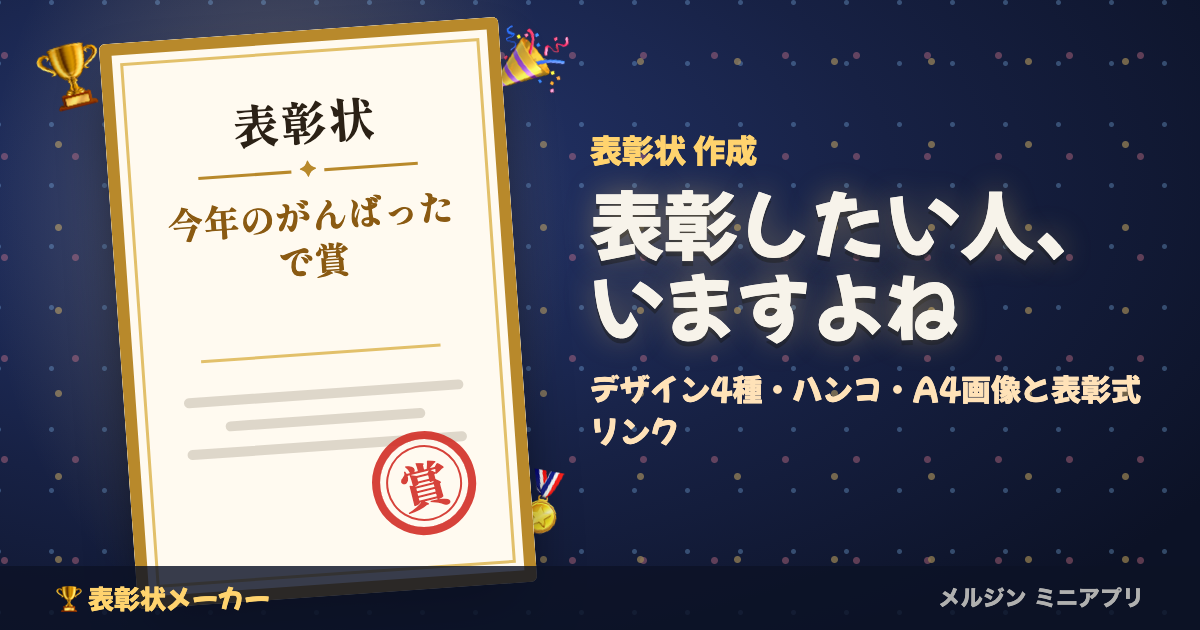 表彰状
今年のがんばった
で賞
賞
表彰状 作成
表彰したい人、
いますよね
デザイン4種・ハンコ・A4画像と表彰式
リンク
表彰状メーカー
メルジン ミニアプリ